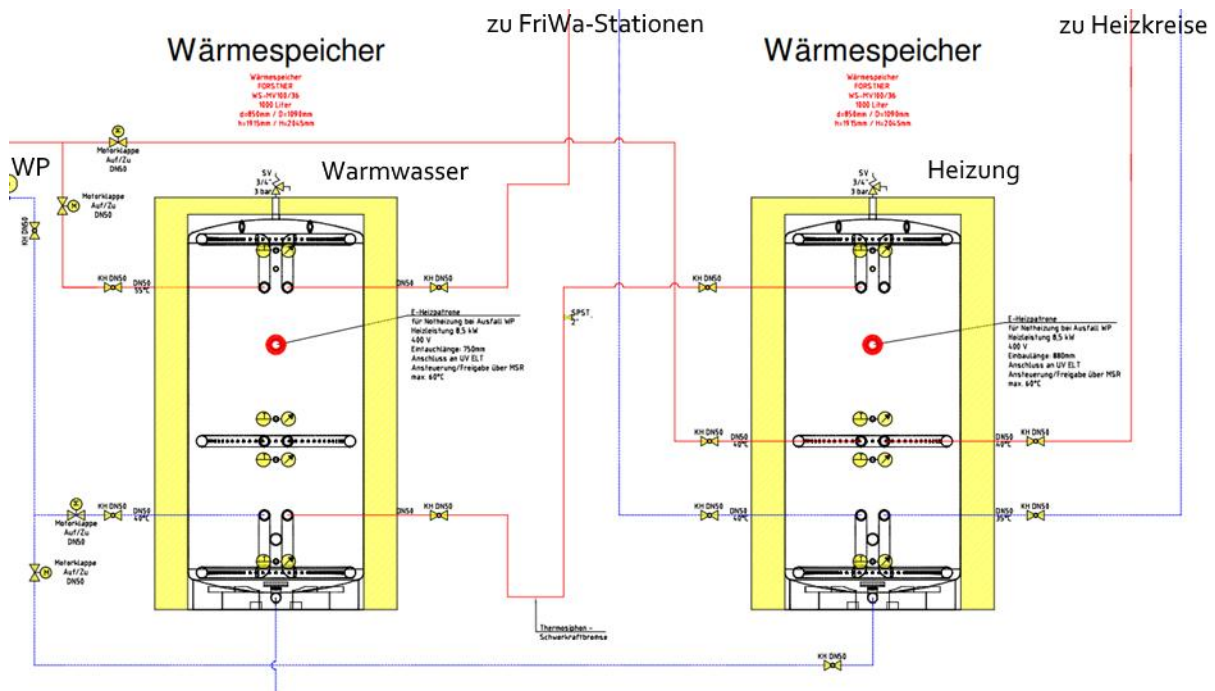 zu FriWa-Stationen
zu Heizkreise
Wärmespeicher
Wärmespeicher
FORSTNER
WS-MV100/36
1000 Liter
d=850mm / D=1090mm
h=1915mm / H=2045mm
Wärmespeicher
Wärmespeicher
FORSTNER
WS-MV100/36
1000 Liter
d=850mm / D=1090mm
h=1915mm / H=2045mm
M
Motorklappe
Auf/Zu
DN50
WP
Warmwasser
Heizung
SV
3/4"
3 bar
SV
3/4"
3 bar
M
Motorklappe
Auf/Zu
DN50
KH DN50
KH DN50
DN50
55°C
DN50
KH DN50
KH DN50
SPST.
2"
E-Heizpatrone
für Notheizung bei Ausfall WP
Heizleistung 8,5 kW
400 V
Eintauchlänge: 750mm
Anschluss an UV ELT
Ansteuerung/Freigabe über MSR
max. 60°C
E-Heizpatrone
für Notheizung bei Ausfall WP
Heizleistung 8,5 kW
400 V
Einbaulänge: 880mm
Anschluss an UV ELT
Ansteuerung/Freigabe über MSR
max. 60°C
KH DN50
DN50
40°C
DN50
40°C
KH DN50
M
Motorklappe
Auf/Zu
DN50
KH DN50
DN50
40°C
DN50
KH DN50
KH DN50
DN50
40°C
DN50
35°C
KH DN50
M
Motorklappe
Auf/Zu
DN50
Thermosiphon -
Schwerkraftbremse
KH DN50